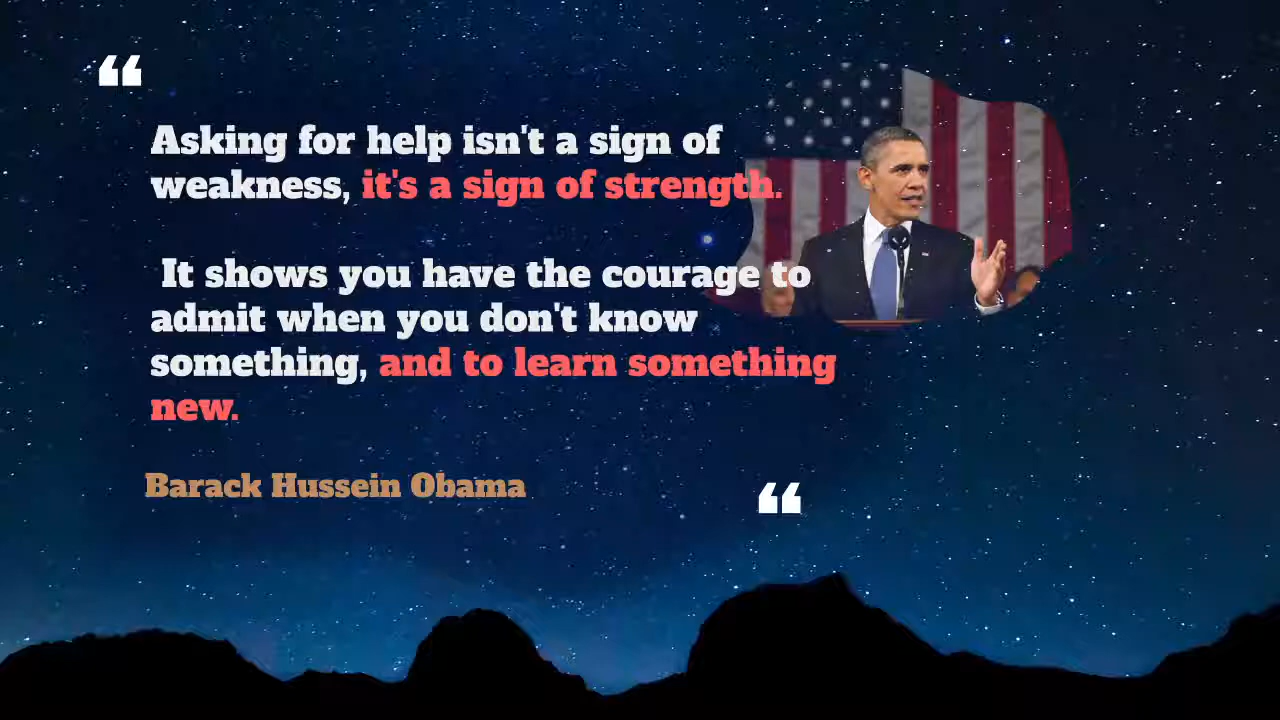 ❝
Asking for help isn't a sign of
weakness, it's a sign of strength.
It shows you have the courage to
admit when you don't know
something, and to learn something
new.
Barack Hussein Obama
❝